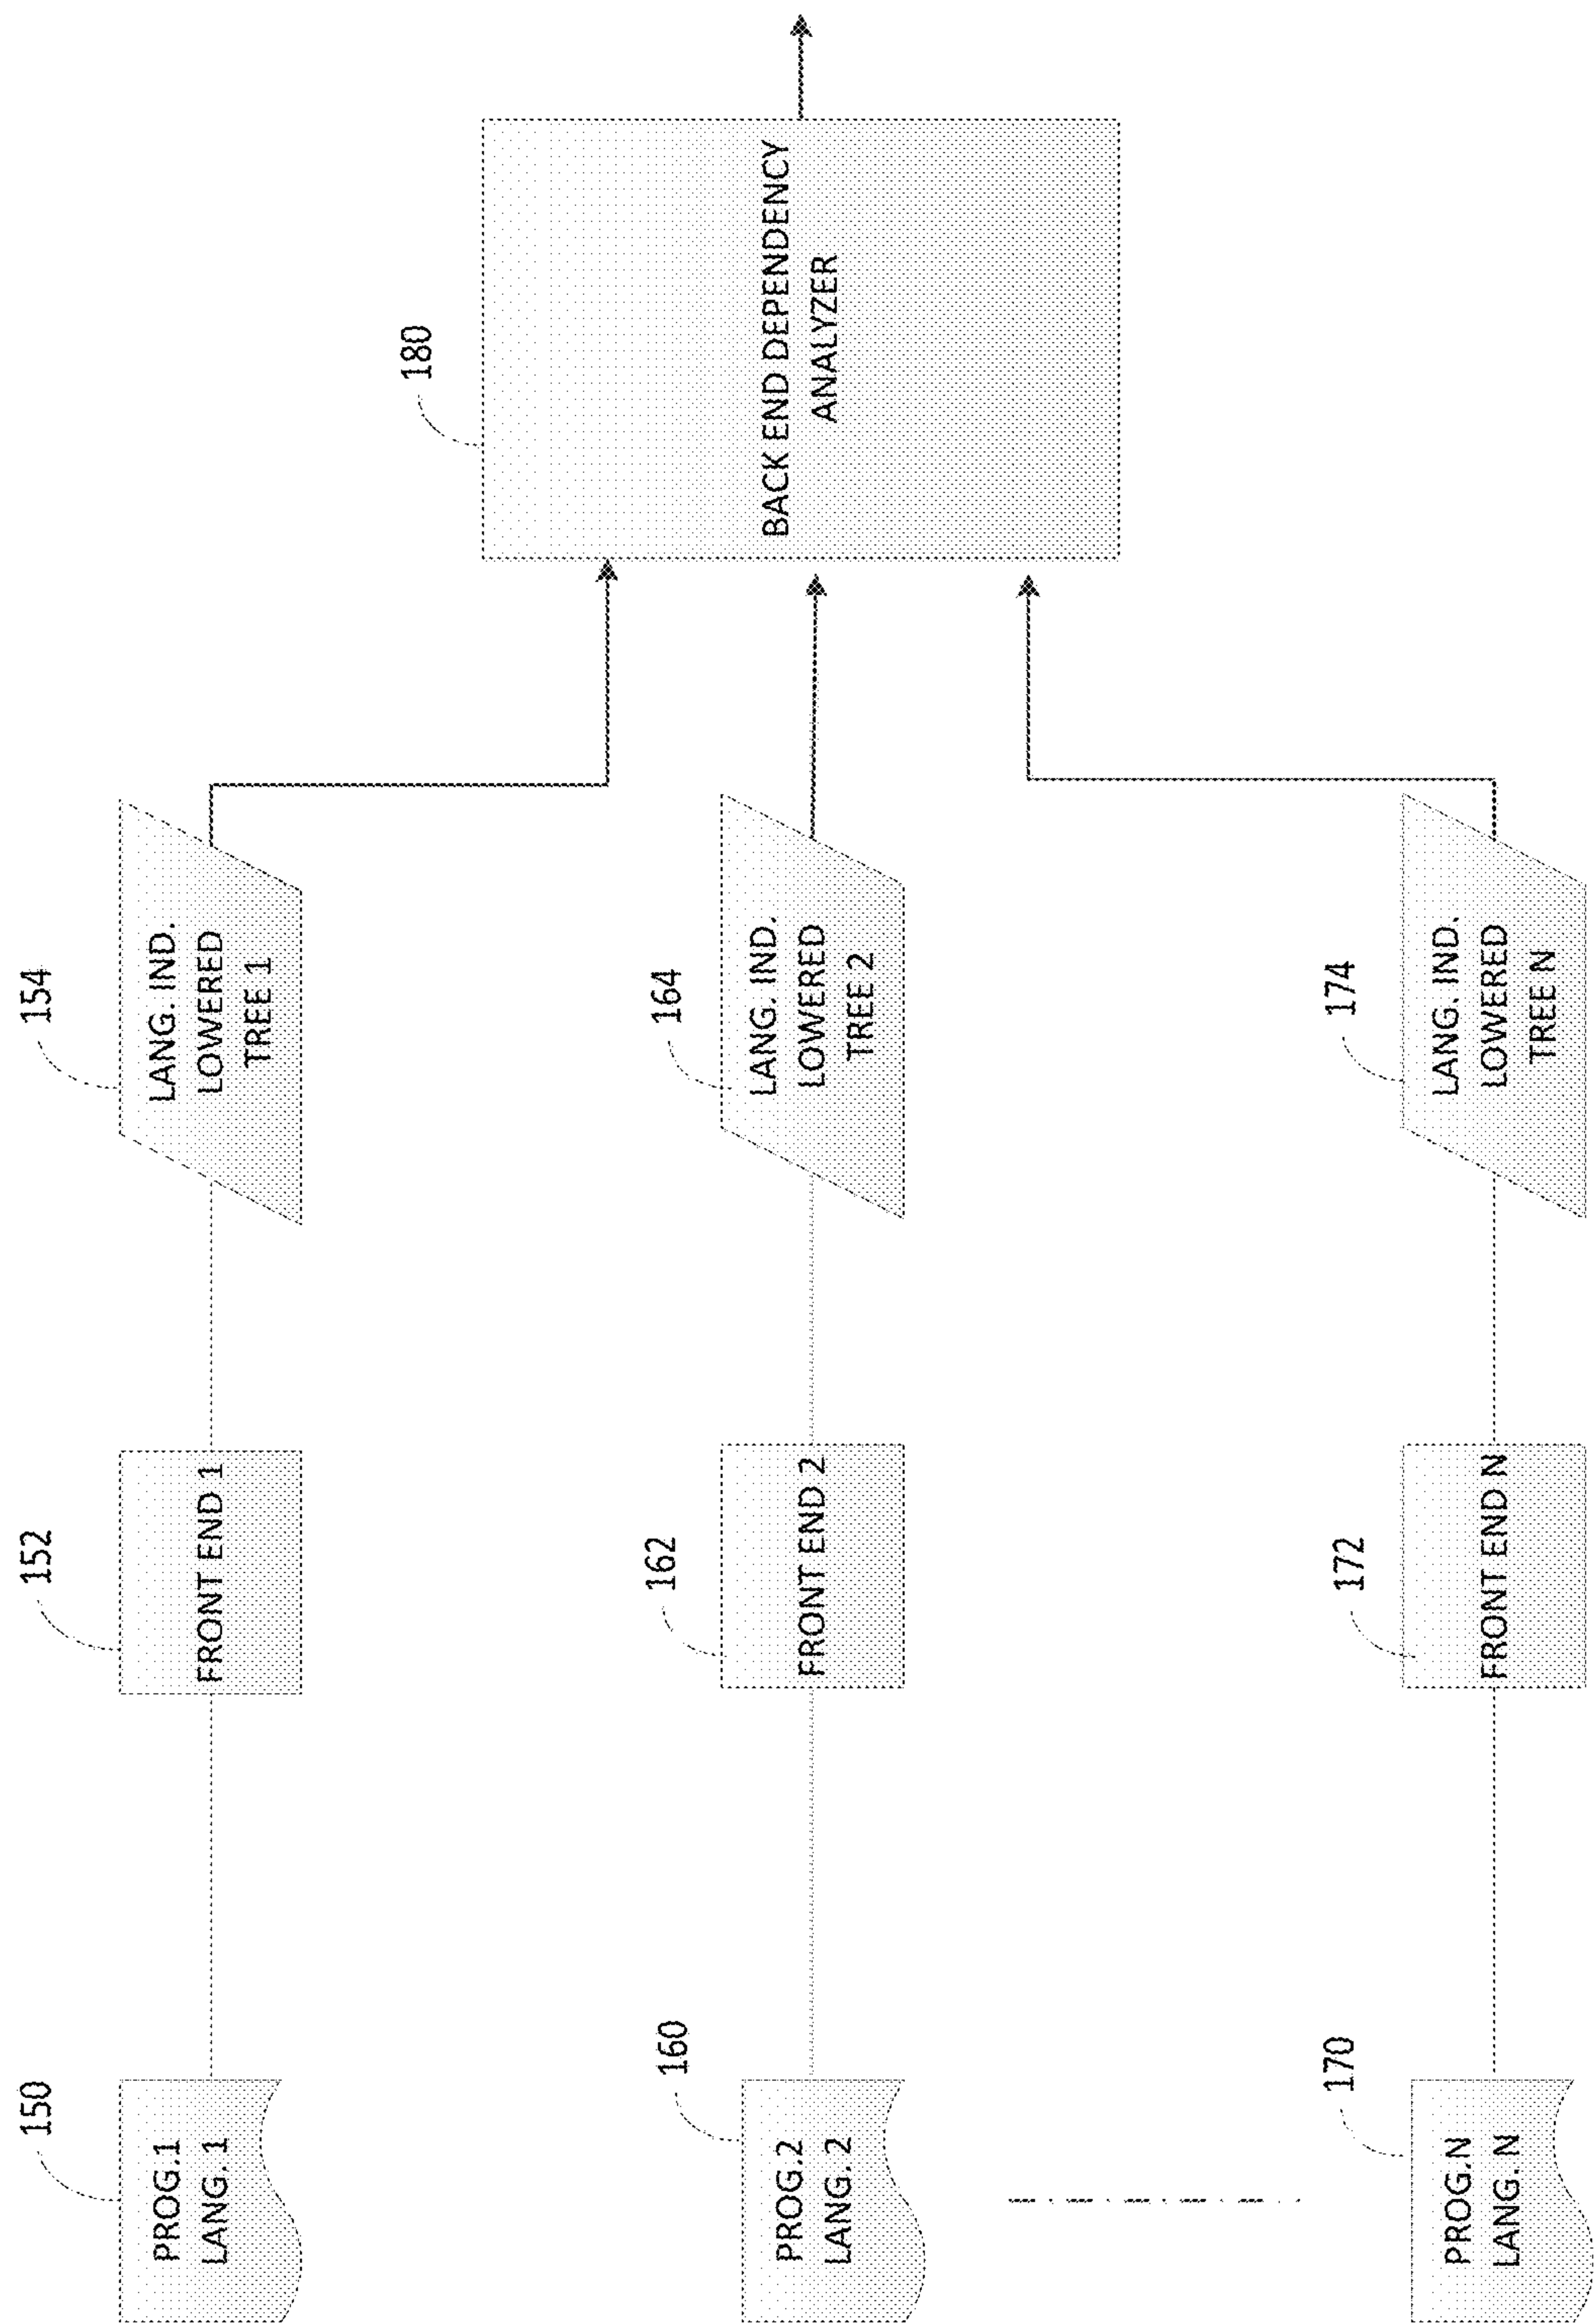 150
PROG.1
LANG. 1
152
FRONT END 1
154
LANG. IND.
LOWERED
TREE 1
160
PROG.2
LANG. 2
162
FRONT END 2
164
LANG. IND.
LOWERED
TREE 2
170
PROG.N
LANG. N
172
FRONT END N
174
LANG. IND.
LOWERED
TREE N
180
BACK END DEPENDENCY
ANALYZER